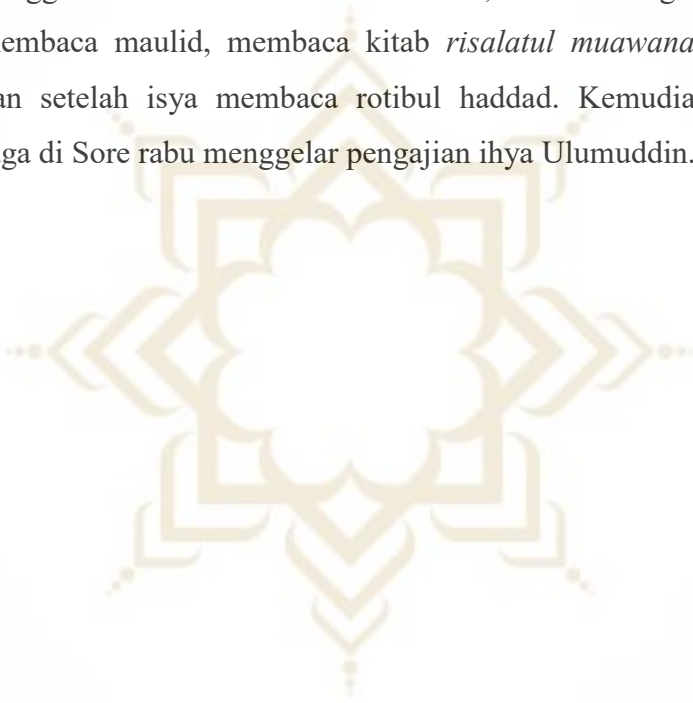 embaca maulid, membaca kitab risalatul muawana
an setelah isya membaca rotibul haddad. Kemudia
ga di Sore rabu menggelar pengajian ihya Ulumuddin.